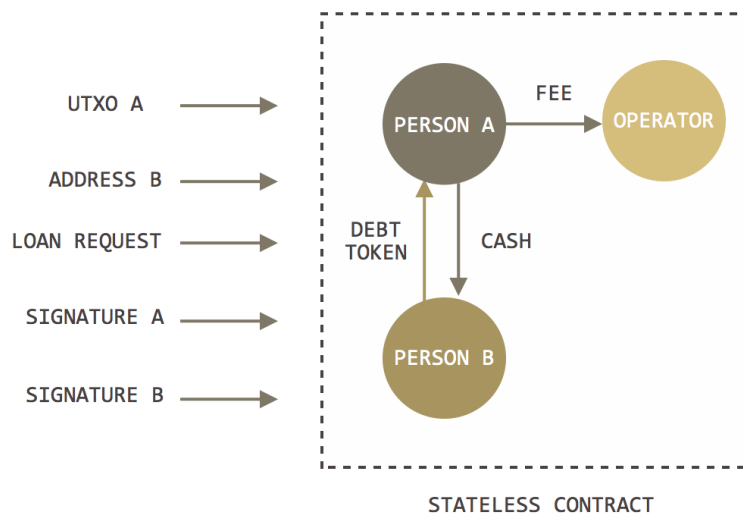 UTXO A
ADDRESS B
LOAN REQUEST
SIGNATURE A
SIGNATURE B
PERSON A
FEE
OPERATOR
DEBT
TOKEN
CASH
PERSON B
STATELESS CONTRACT